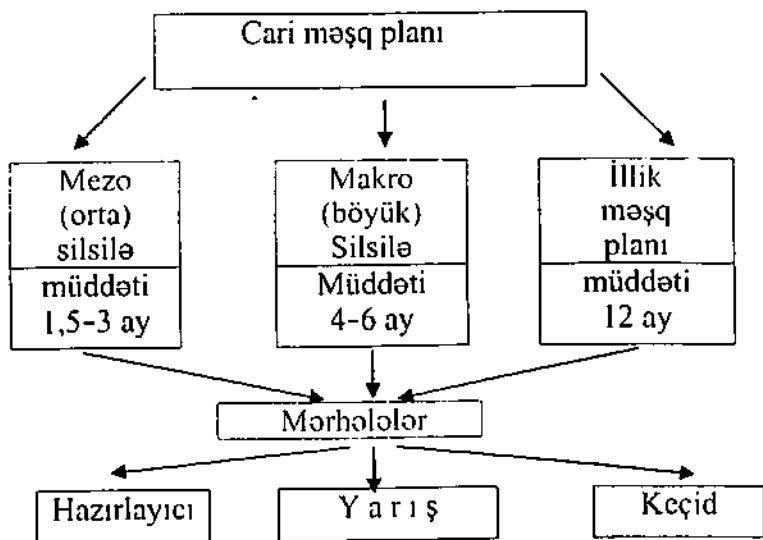 Cari məşq planı
Mezo
(orta)
silsilə
müddəti
1,5-3 ay
Makro
(böyük)
Silsilə
Müddəti
4-6 ay
İllik
məşq
planı
müddəti
12 ay
Mərhələlər
Hazırlayıcı
Yarış
Keçid